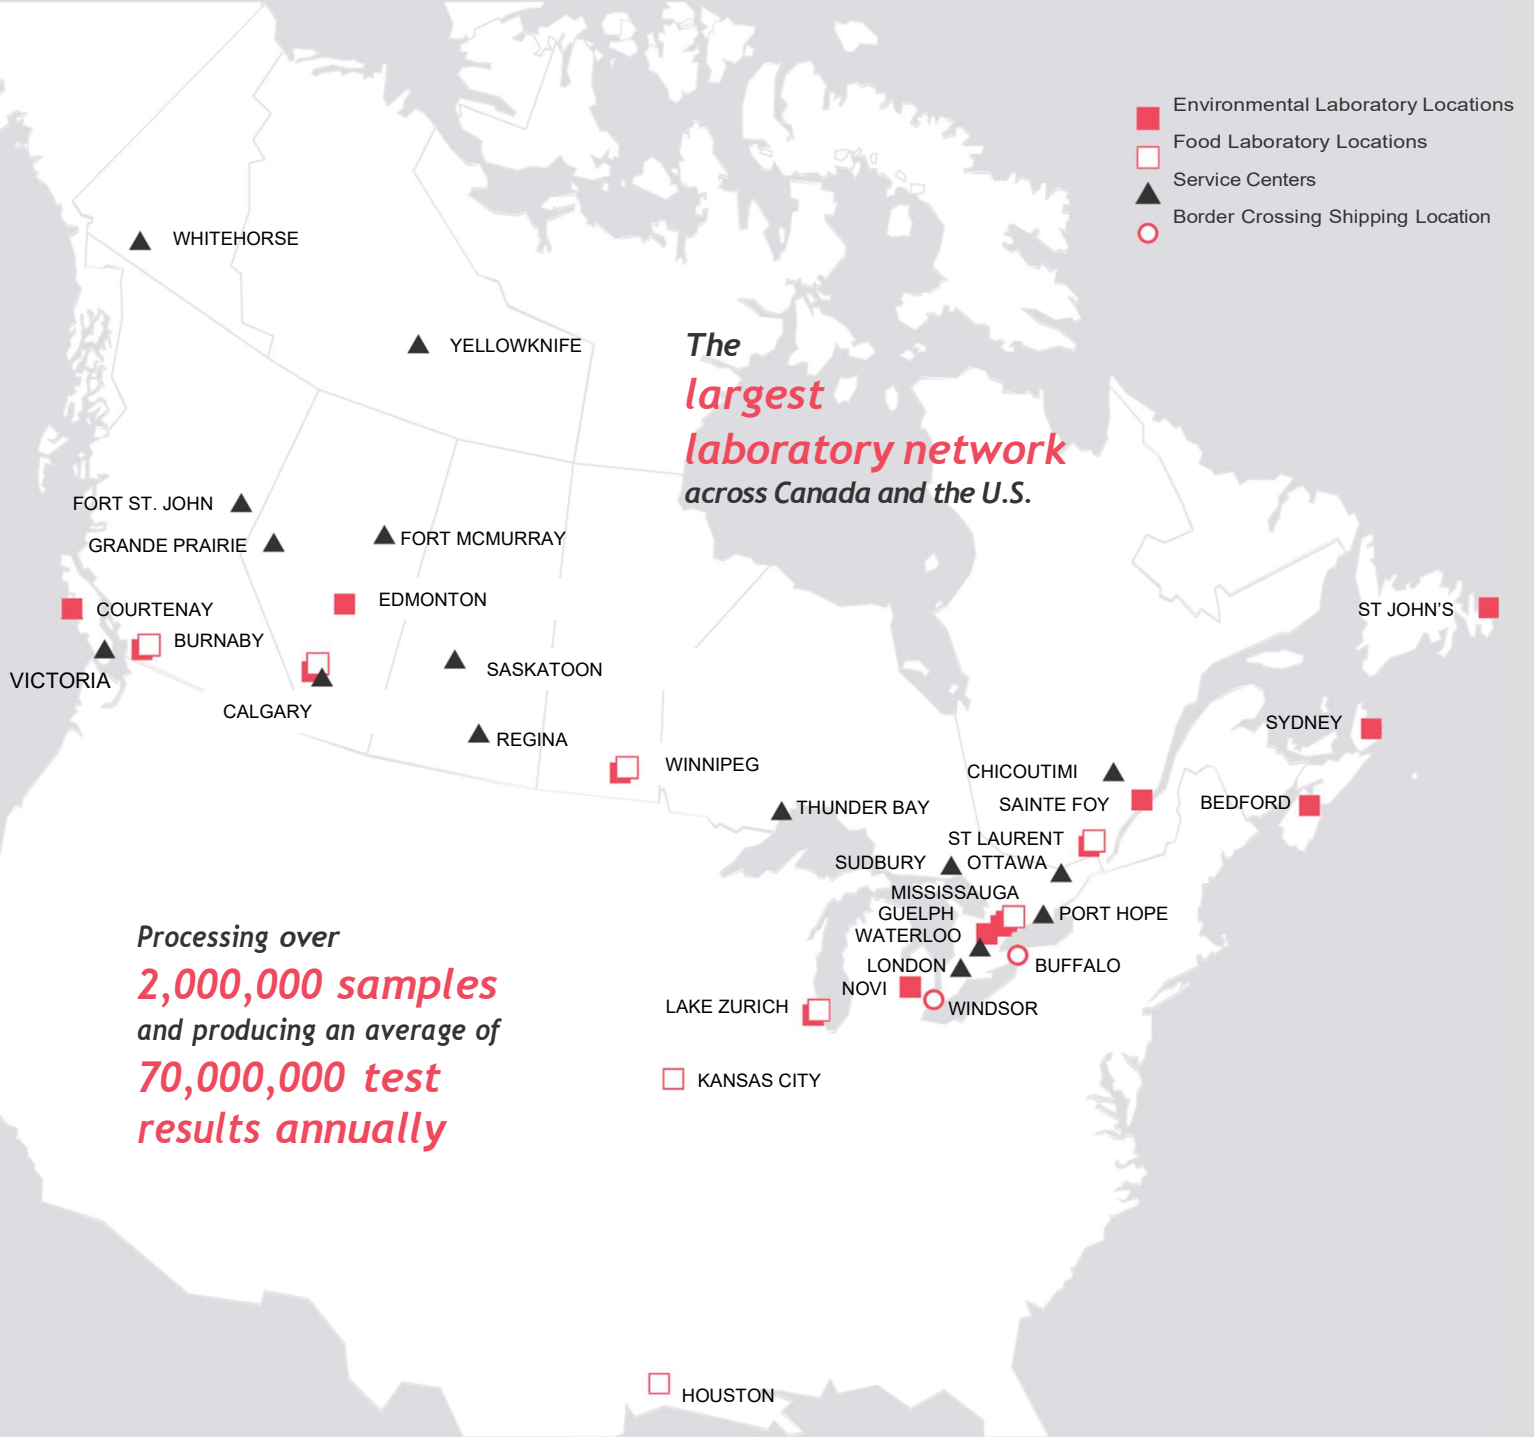 Environmental Laboratory Locations
Food Laboratory Locations
Service Centers
Border Crossing Shipping Location
WHITEHORSE
YELLOWKNIFE
The
largest
laboratory network
across Canada and the U.S.
FORT ST. JOHN
GRANDE PRAIRIE
FORT MCMURRAY
EDMONTON
COURTENAY
BURNABY
VICTORIA
CALGARY
SASKATOON
REGINA
WINNIPEG
THUNDER BAY
ST JOHN'S
SYDNEY
BEDFORD
CHICOUTIMI
SAINTE FOY
ST LAURENT
SUDBURY
OTTAWA
MISSISSAUGA
GUELPH
PORT HOPE
WATERLOO
LONDON
BUFFALO
NOVI
WINDSOR
LAKE ZURICH
KANSAS CITY
HOUSTON
Processing over
2,000,000 samples
and producing an average of
70,000,000 test
results annually